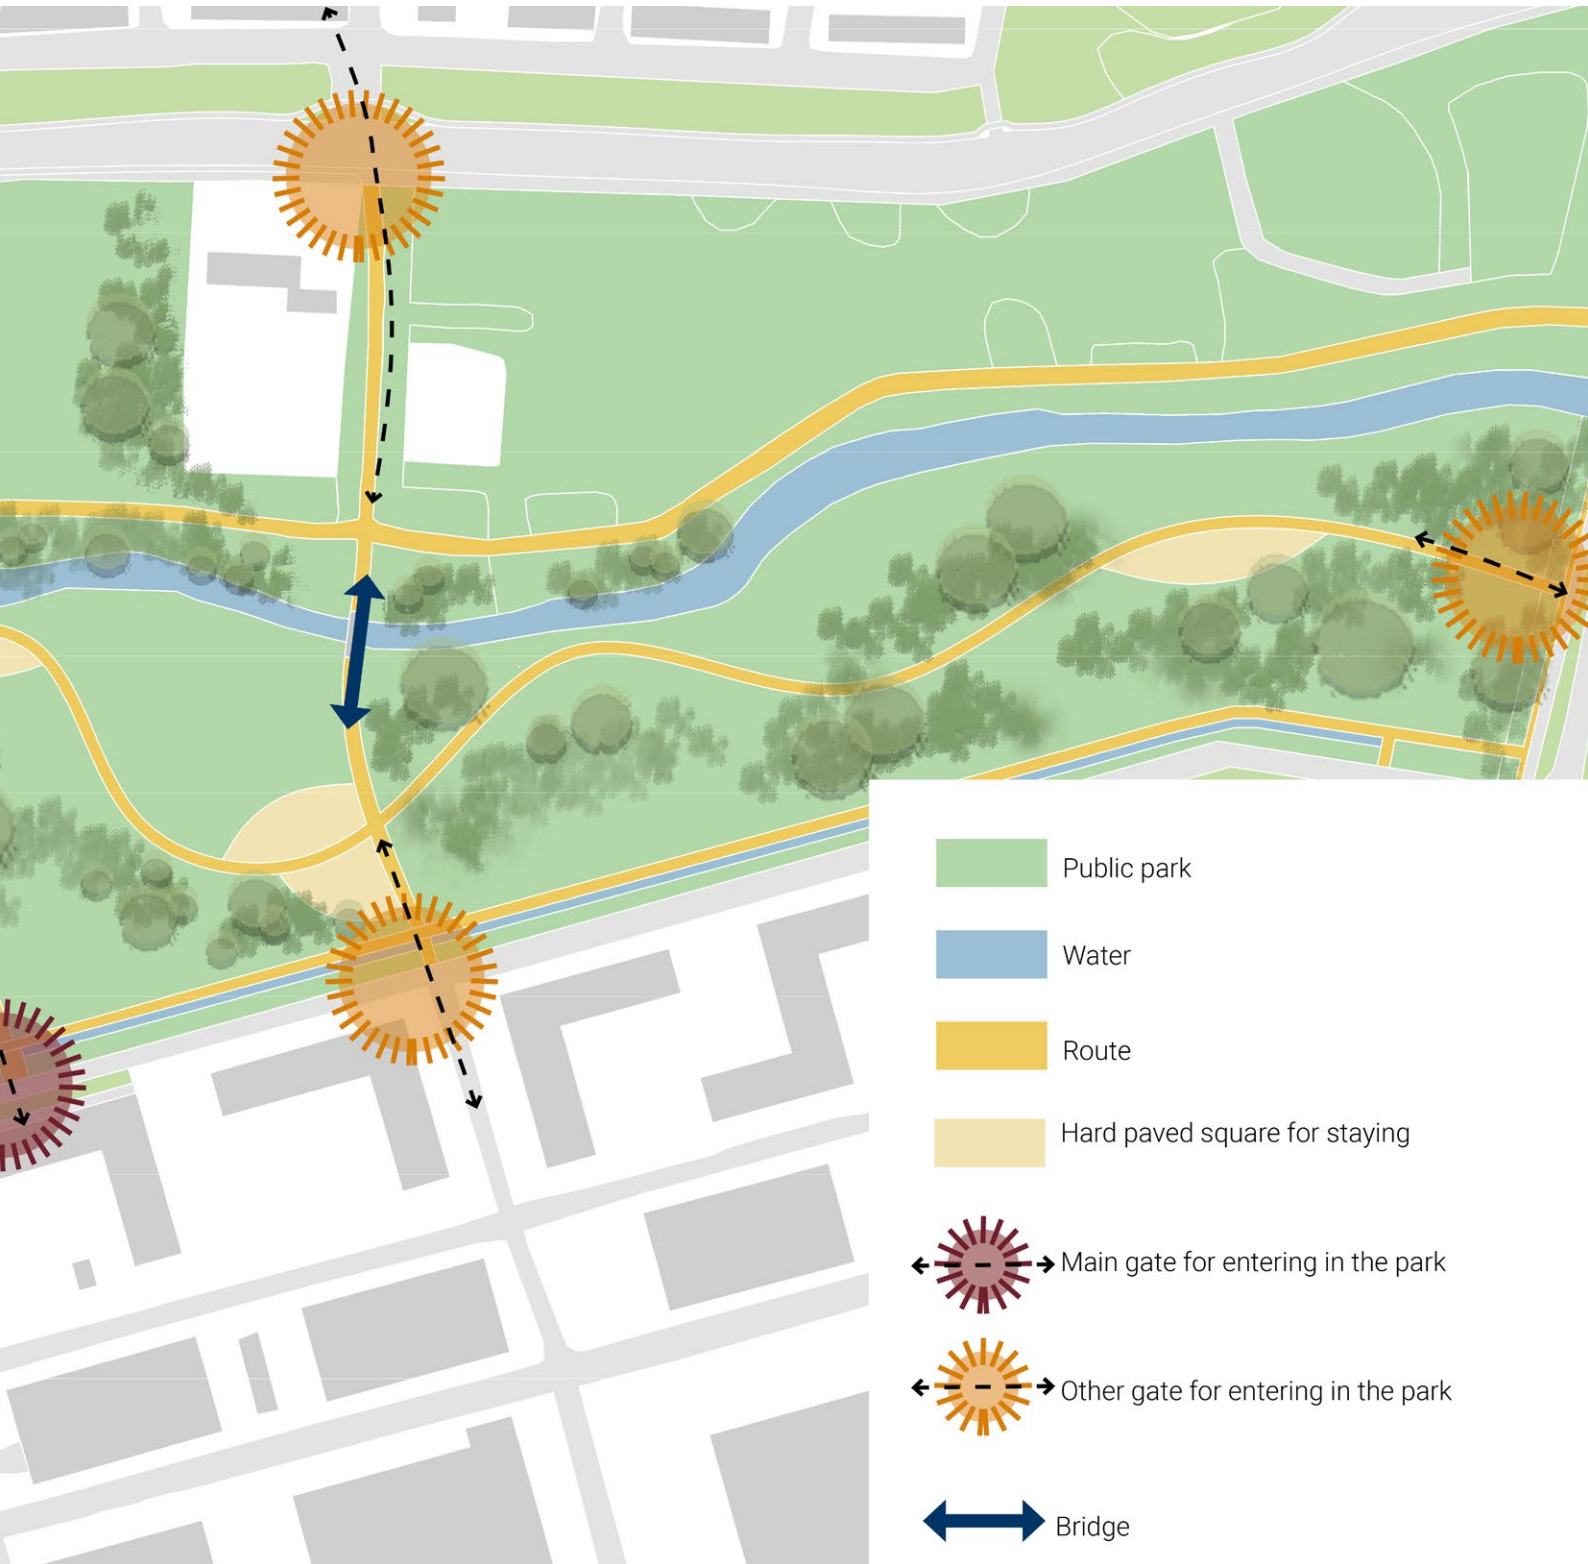 Public park
Water
Route
Hard paved square for staying
Main gate for entering in the park
Other gate for entering in the park
Bridge